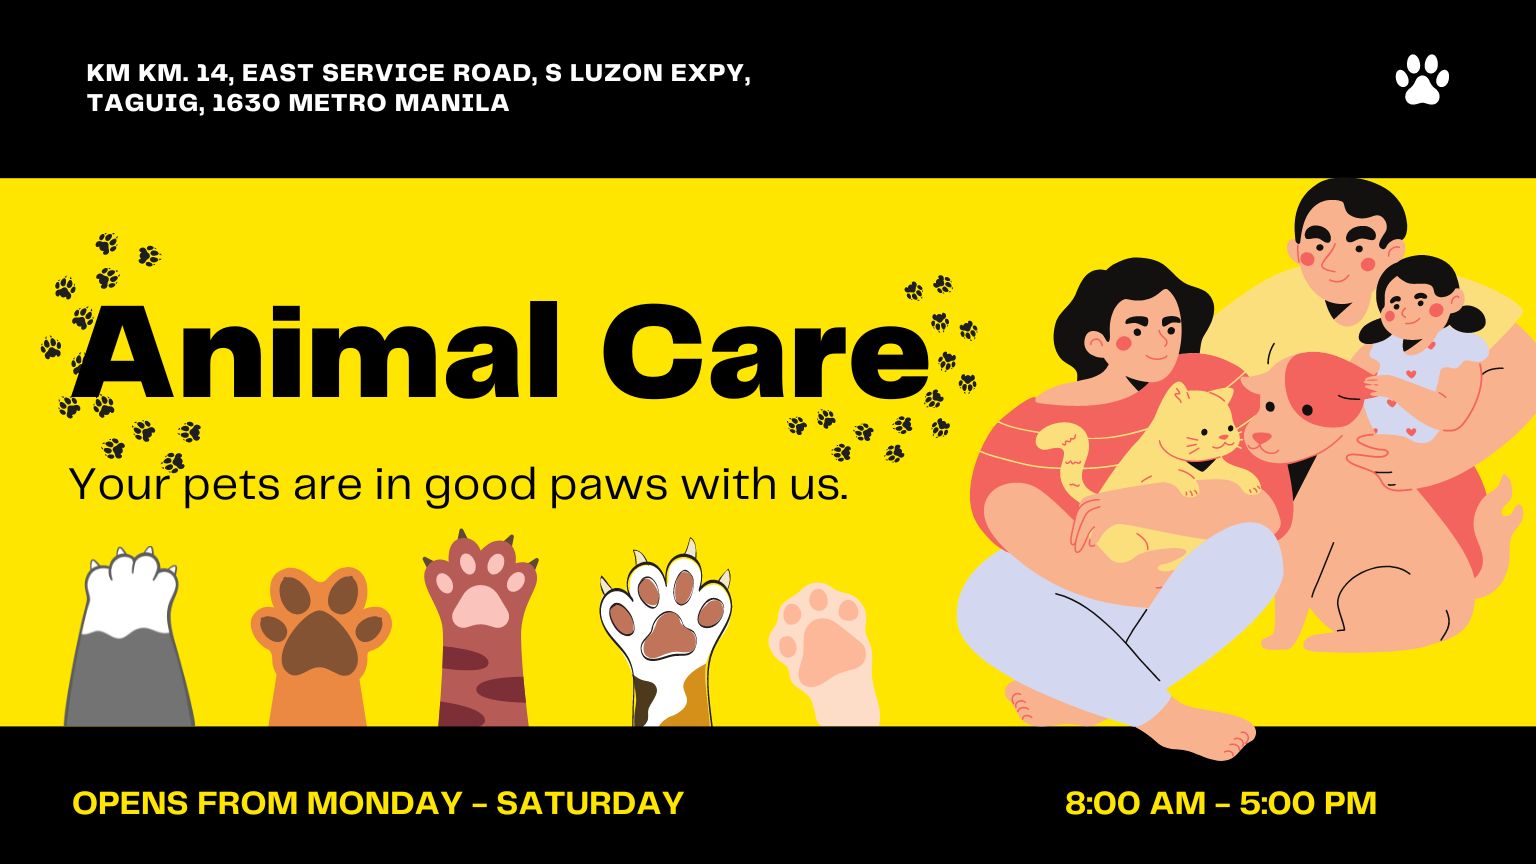 KM KM. 14, EAST SERVICE ROAD, S LUZON EXPY,
TAGUIG, 1630 METRO MANILA
Animal Care
Your pets are in good paws with us.
OPENS FROM MONDAY – SATURDAY
8:00 AM – 5:00 PM